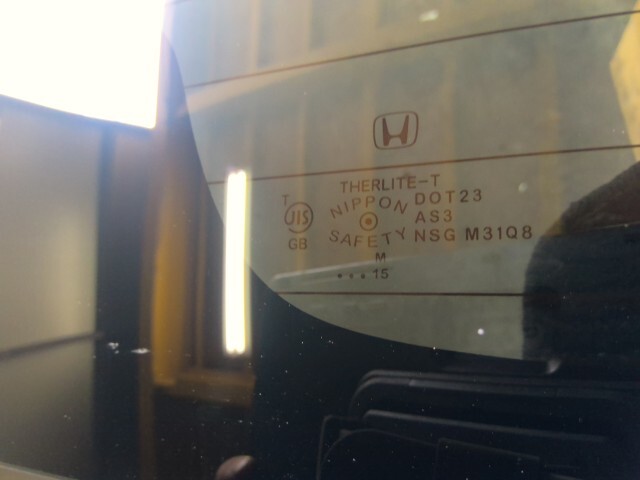 THERLITE-T
T
JIS
GB
NIPPON
SAFETY
DOT23
AS3
NSG M31Q8
M
•••15